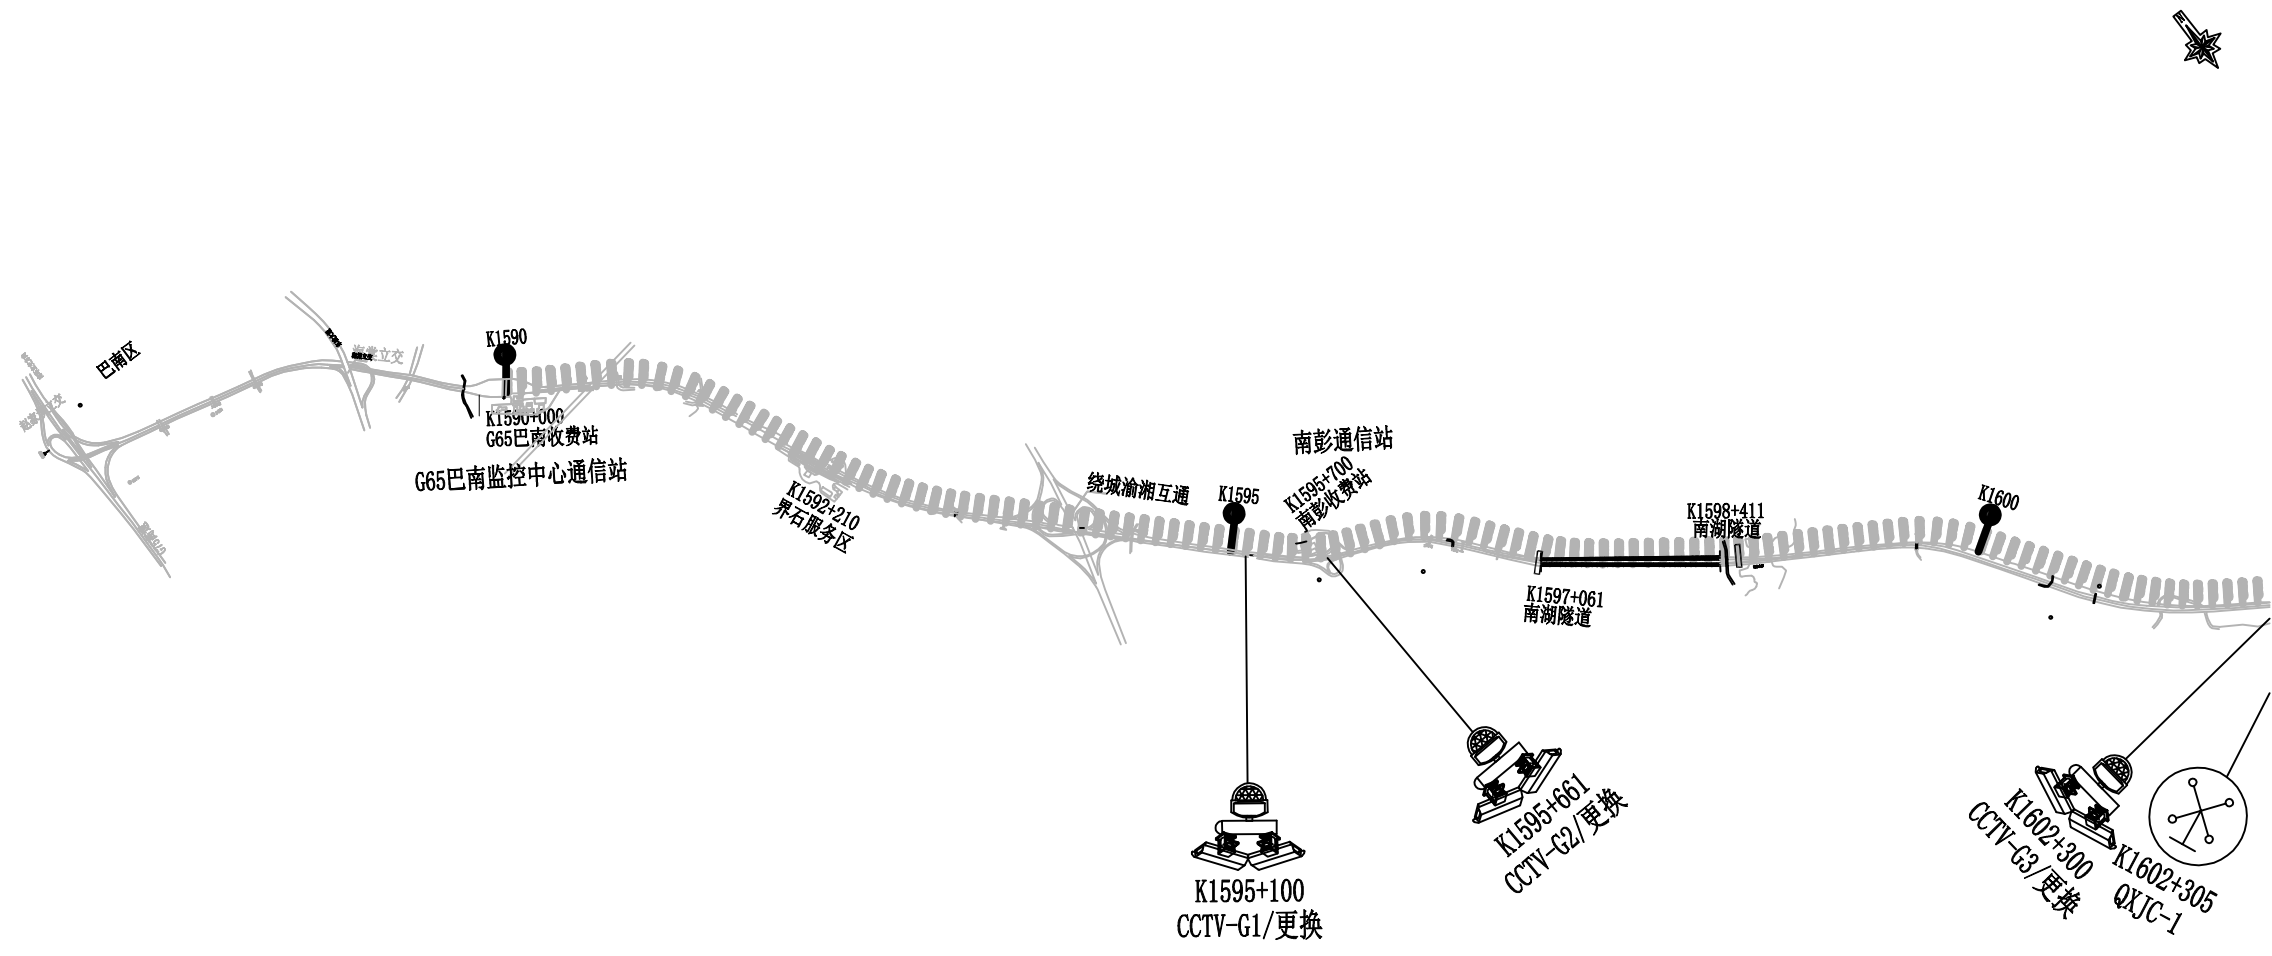 N
巴南区
立交
K1590
K1590+000
G65巴南收费站
G65巴南监控中心通信站
K1592+210
界石服务区
绕城渝湘互通
K1595
南彭通信站
K1595+700
南彭收费站
K1597+061
南湖隧道
K1598+411
南湖隧道
K1600
K1595+100
CCTV-G1/更换
K1595+661
CCTV-G2/更换
K1602+300
CCTV-G3/更换
K1602+305
QXJC-1